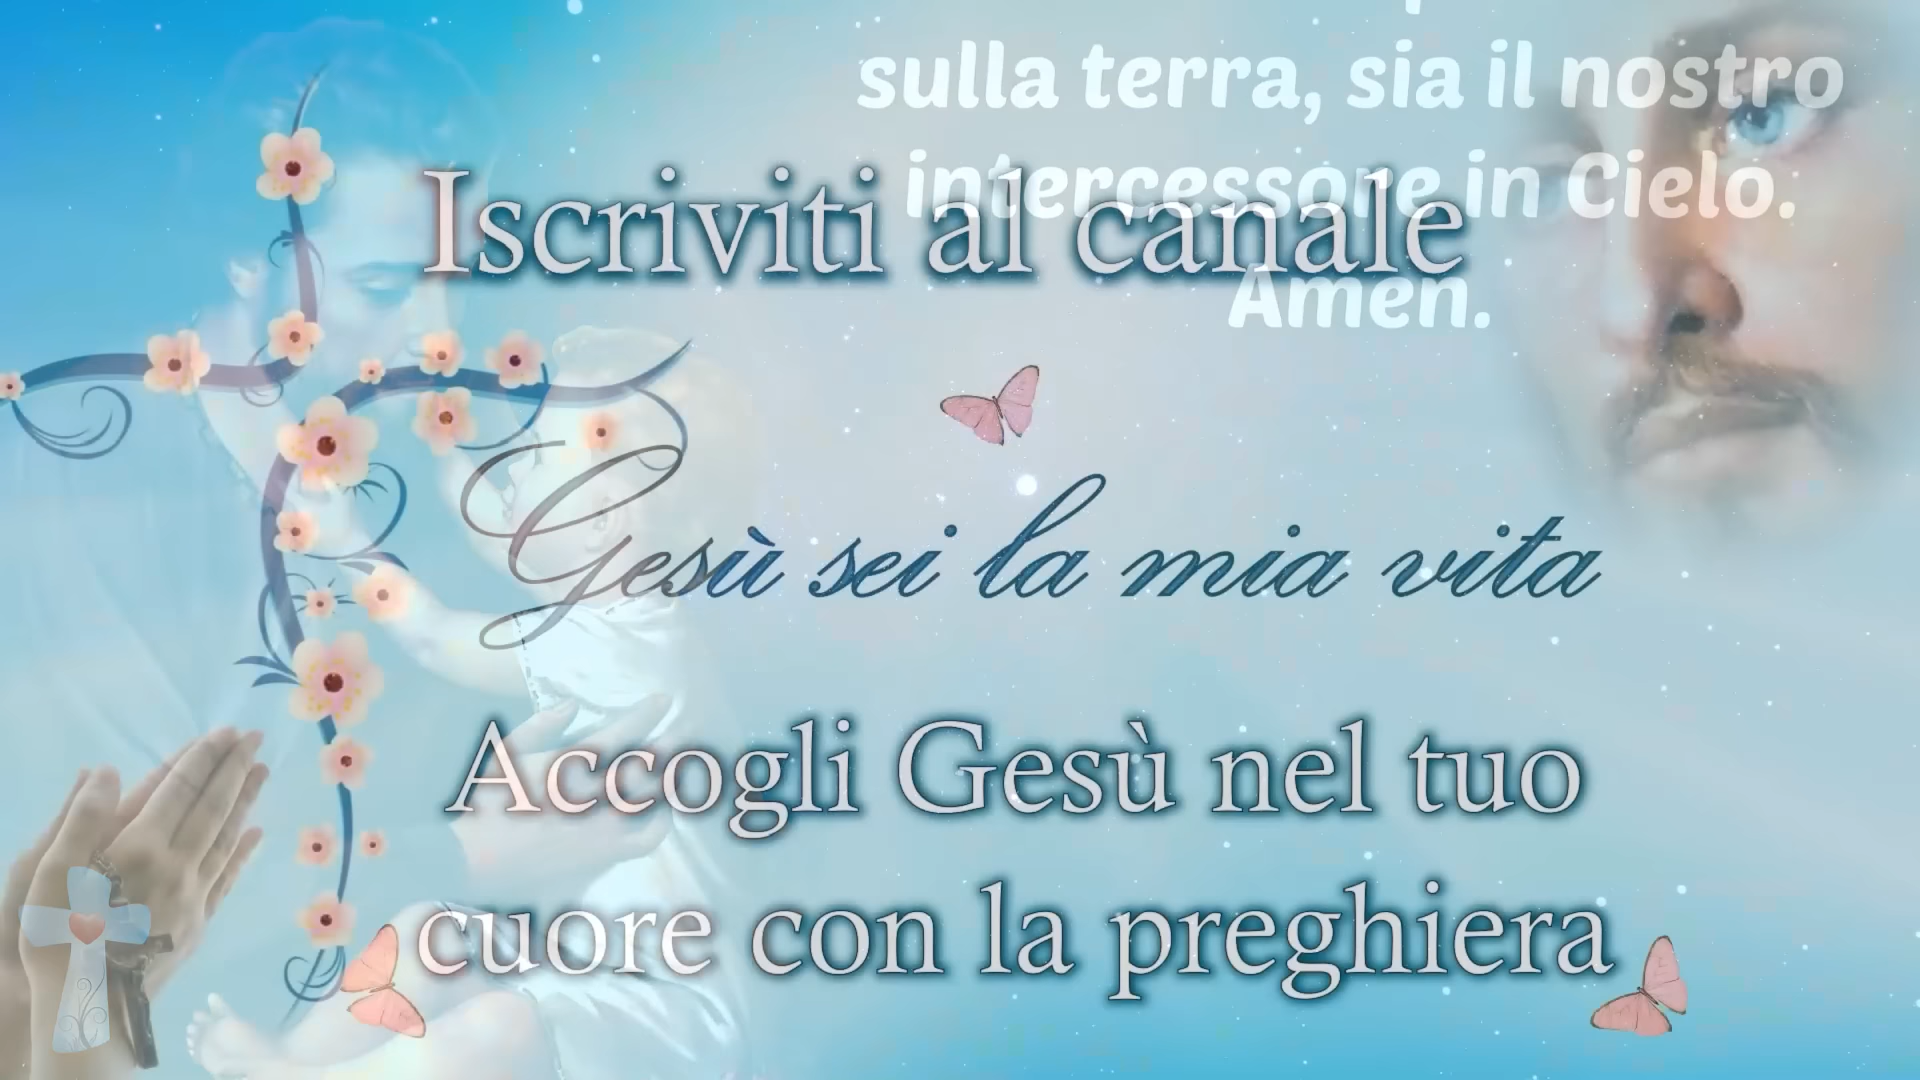 sulla terra, sia il nostro
intercessore in Cielo.
Amen.
Iscriviti al canale
Gesù sei la mia vita
Accogli Gesù nel tuo
cuore con la preghiera